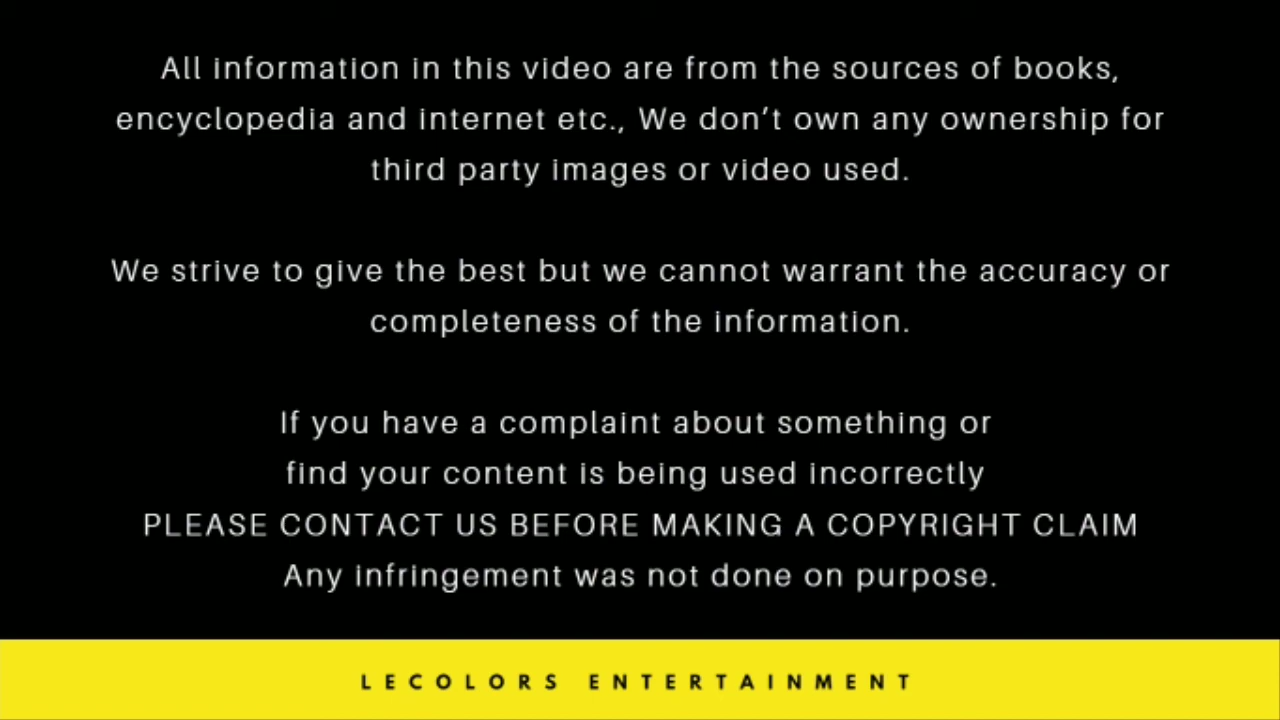 All information in this video are from the sources of books,
encyclopedia and internet etc., We don’t own any ownership for
third party images or video used.
We strive to give the best but we cannot warrant the accuracy or
completeness of the information.
If you have a complaint about something or
find your content is being used incorrectly
PLEASE CONTACT US BEFORE MAKING A COPYRIGHT CLAIM
Any infringement was not done on purpose.
LECOLORS ENTERTAINMENT